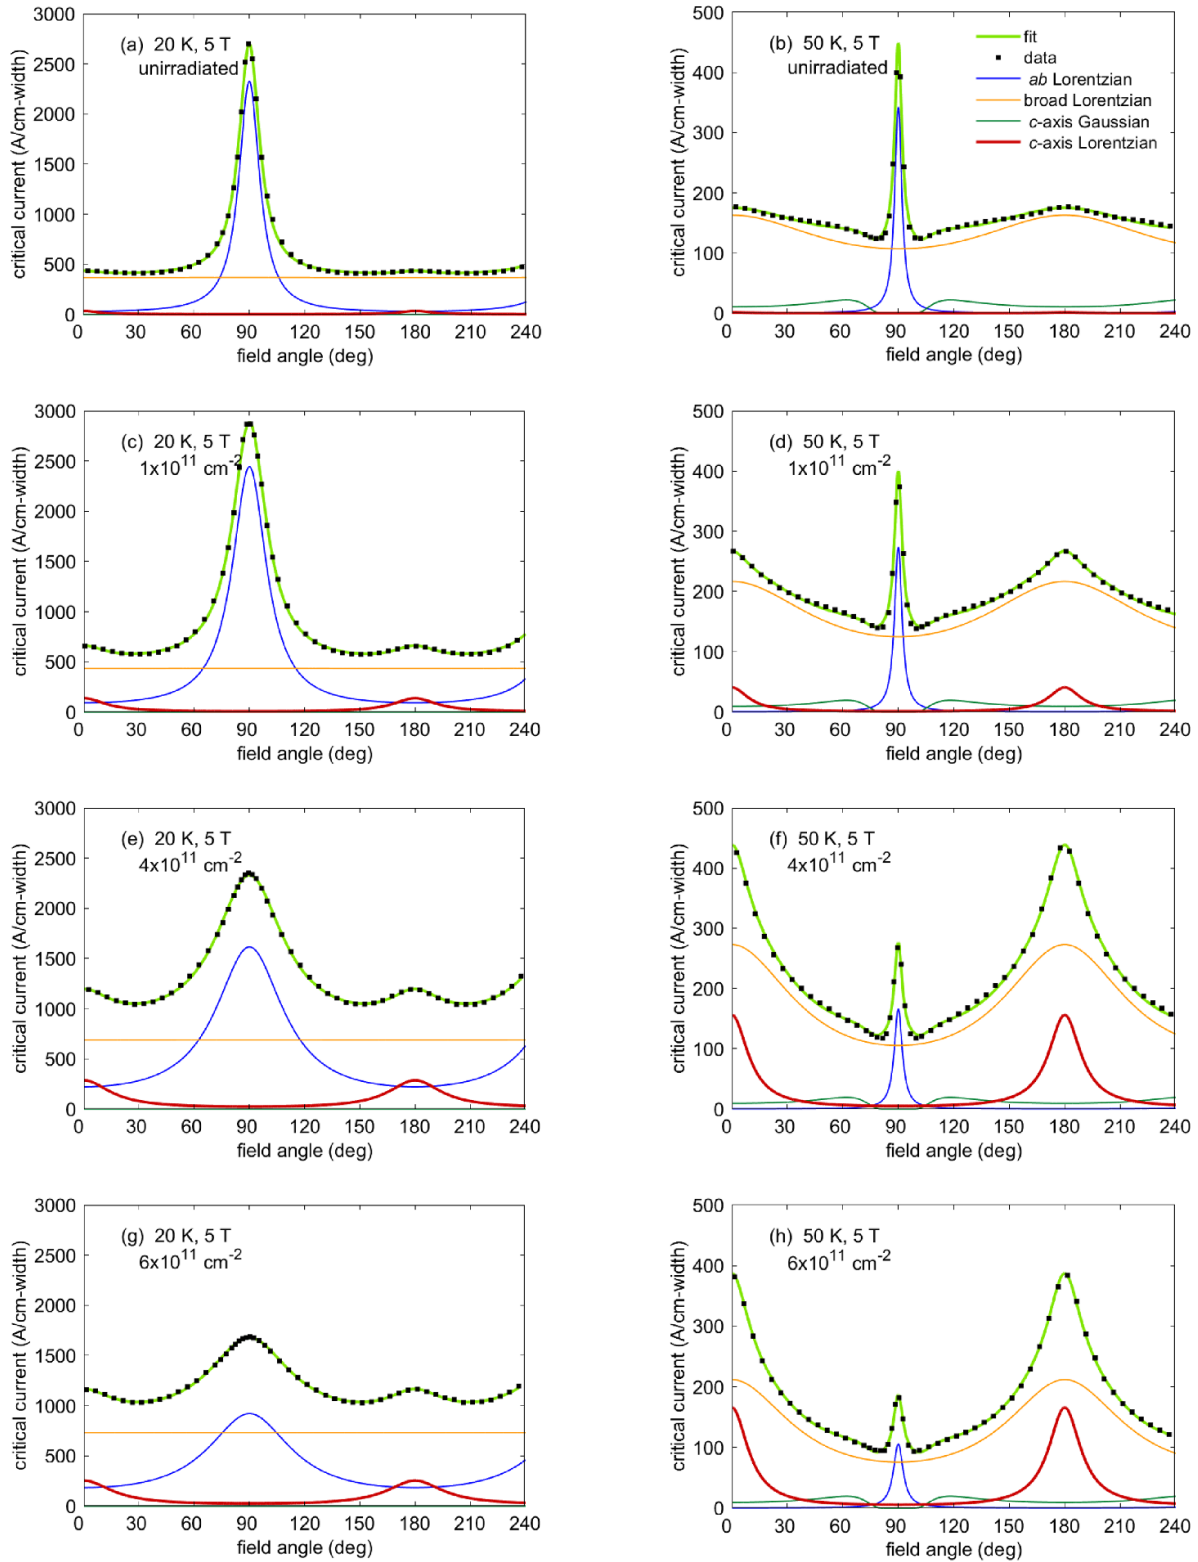 (a) 20 K, 5 T
unirradiated
critical current (A/cm-width)
3000
2500
2000
1500
1000
500
0
0 30 60 90 120 150 180 210 240
field angle (deg)
(b) 50 K, 5 T
unirradiated
fit
data
ab Lorentzian
broad Lorentzian
c-axis Gaussian
c-axis Lorentzian
critical current (A/cm-width)
500
400
300
200
100
0
0 30 60 90 120 150 180 210 240
field angle (deg)
(c) 20 K, 5 T
1x10¹¹ cm⁻²
critical current (A/cm-width)
3000
2500
2000
1500
1000
500
0
0 30 60 90 120 150 180 210 240
field angle (deg)
(d) 50 K, 5 T
1x10¹¹ cm⁻²
critical current (A/cm-width)
500
400
300
200
100
0
0 30 60 90 120 150 180 210 240
field angle (deg)
(e) 20 K, 5 T
4x10¹¹ cm⁻²
critical current (A/cm-width)
3000
2500
2000
1500
1000
500
0
0 30 60 90 120 150 180 210 240
field angle (deg)
(f) 50 K, 5 T
4x10¹¹ cm⁻²
critical current (A/cm-width)
500
400
300
200
100
0
0 30 60 90 120 150 180 210 240
field angle (deg)
(g) 20 K, 5 T
6x10¹¹ cm⁻²
critical current (A/cm-width)
3000
2500
2000
1500
1000
500
0
0 30 60 90 120 150 180 210 240
field angle (deg)
(h) 50 K, 5 T
6x10¹¹ cm⁻²
critical current (A/cm-width)
500
400
300
200
100
0
0 30 60 90 120 150 180 210 240
field angle (deg)